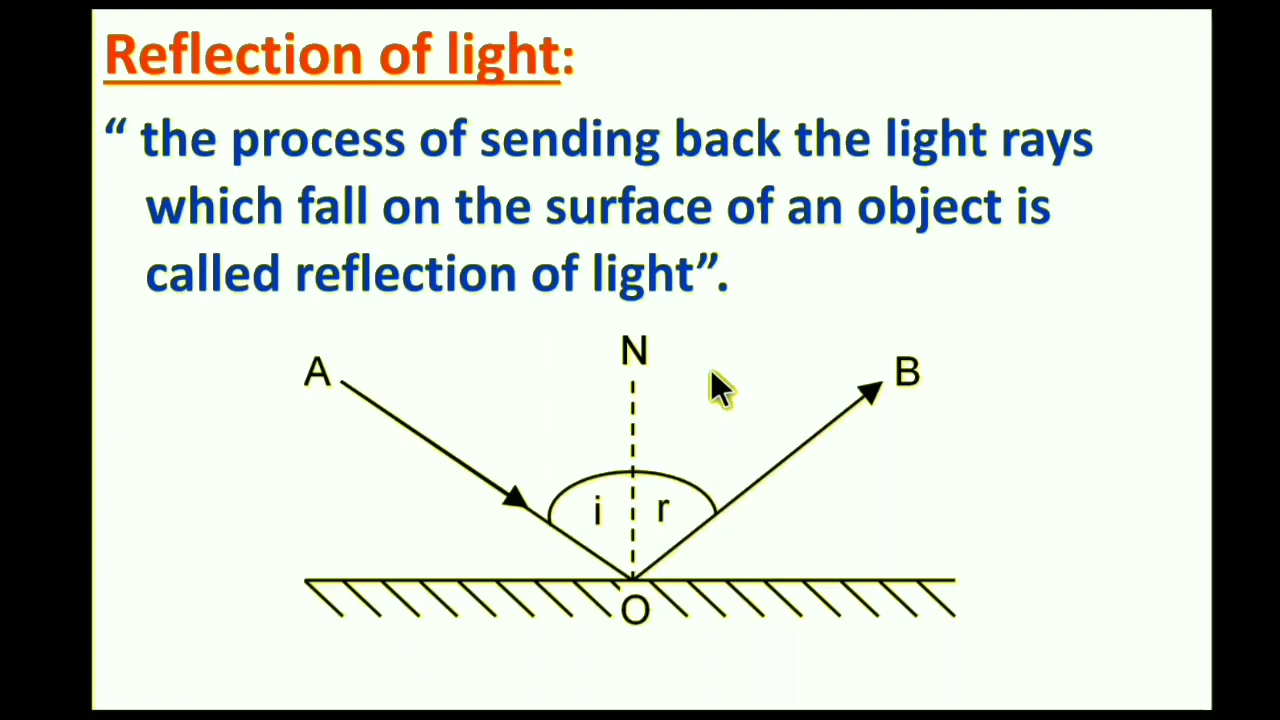 Reflection of light:
“ the process of sending back the light rays
which fall on the surface of an object is
called reflection of light”.
N
A
B
i
r
O